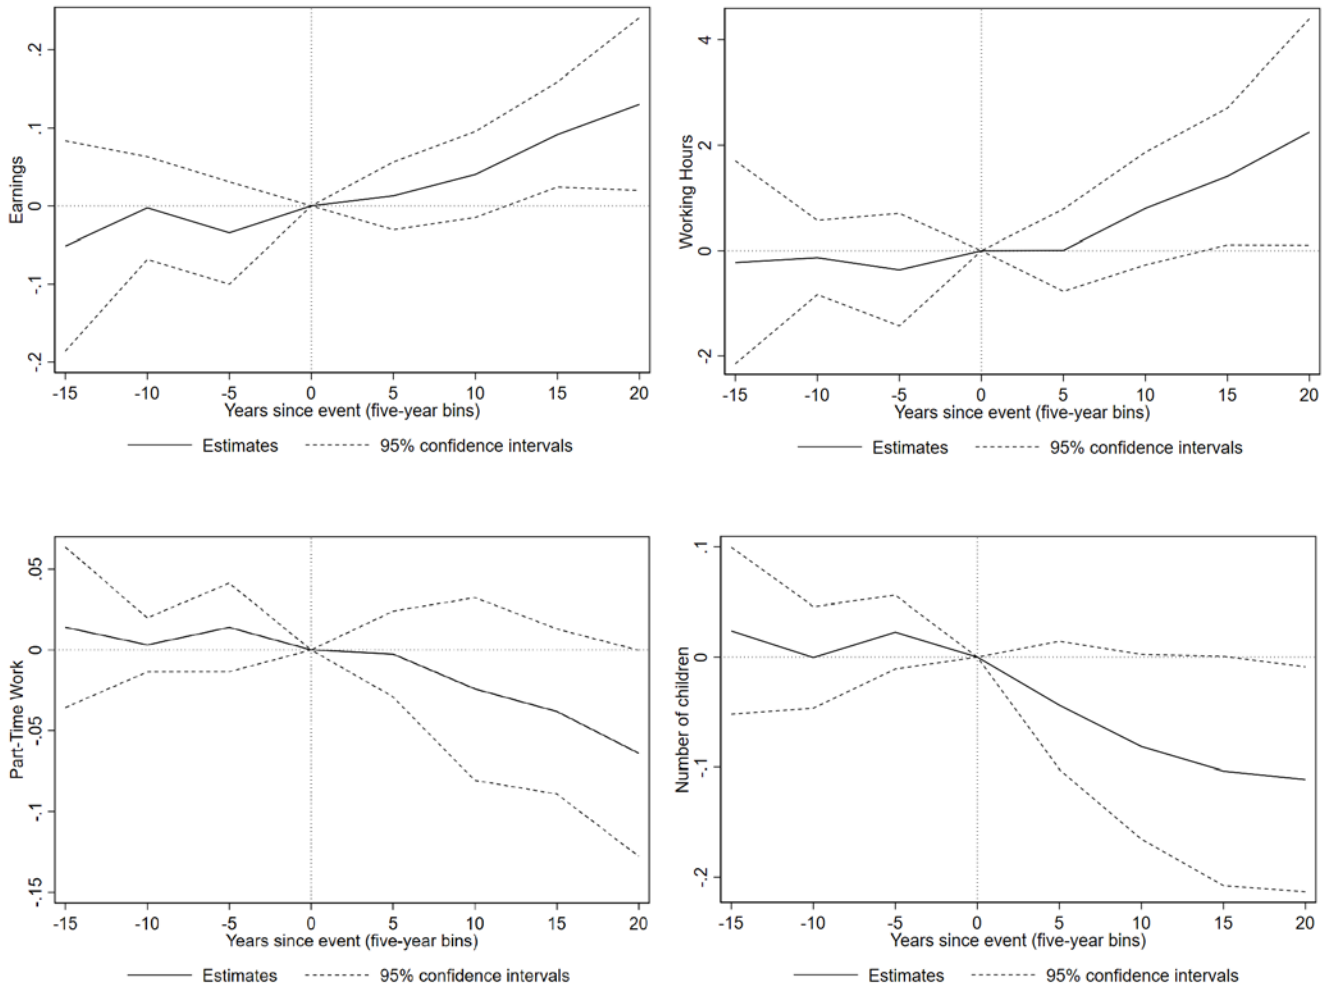 Earnings
.2
.1
0
-.1
-.2
-15 -10 -5 0 5 10 15 20
Years since event (five-year bins)
Estimates 95% confidence intervals
Working Hours
4
2
0
-2
-15 -10 -5 0 5 10 15 20
Years since event (five-year bins)
Estimates 95% confidence intervals
Part-Time Work
.05
0
-.05
-.1
-.15
-15 -10 -5 0 5 10 15 20
Years since event (five-year bins)
Estimates 95% confidence intervals
Number of children
.1
0
-.1
-.2
-15 -10 -5 0 5 10 15 20
Years since event (five-year bins)
Estimates 95% confidence intervals